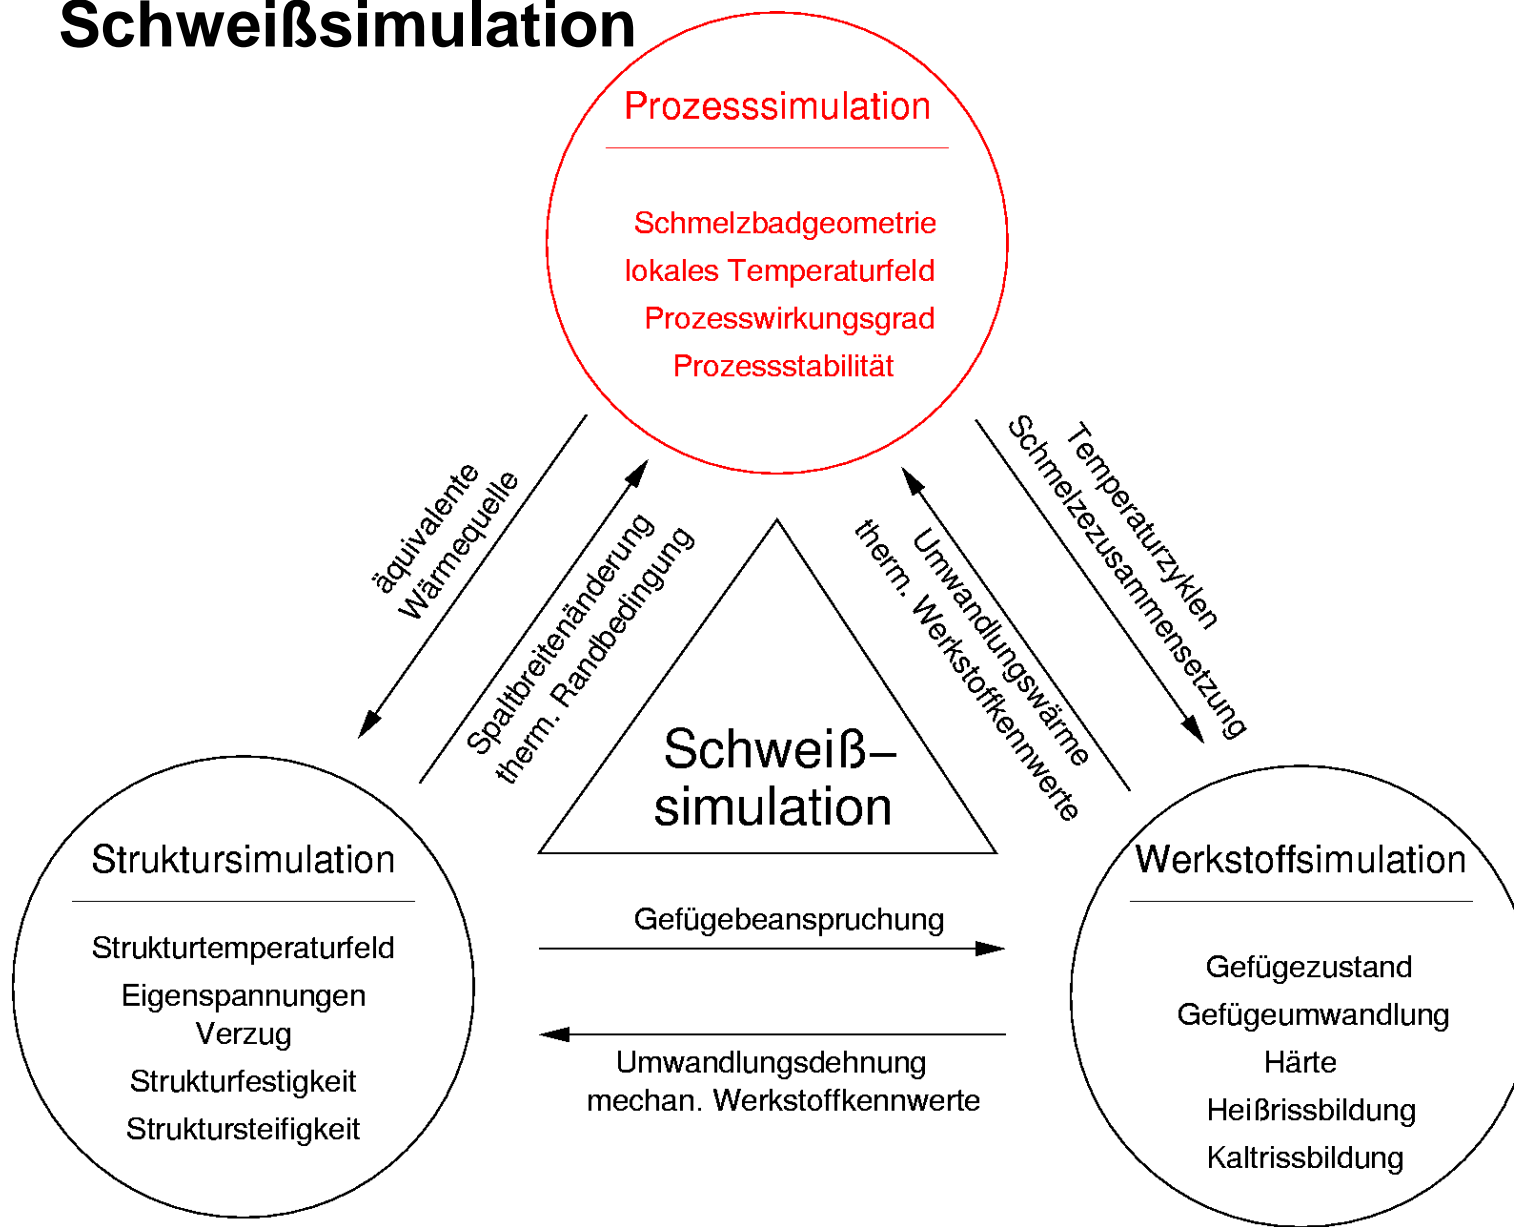 Schweißsimulation
Prozesssimulation
Schmelzbadgeometrie
lokales Temperaturfeld
Prozesswirkungsgrad
Prozessstabilität
äquivalente
Wärmequelle
Spaltbreitenänderung
therm. Randbedingung
Temperaturzyklen
Schmelzezusammensetzung
Umwandlungswärme
therm. Werkstoffkennwerte
Schweiß–
simulation
Struktursimulation
Strukturtemperaturfeld
Eigenspannungen
Verzug
Strukturfestigkeit
Struktursteifigkeit
Gefügebeanspruchung
Umwandlungsdehnung
mechan. Werkstoffkennwerte
Werkstoffsimulation
Gefügezustand
Gefügeumwandlung
Härte
Heißrissbildung
Kaltrissbildung